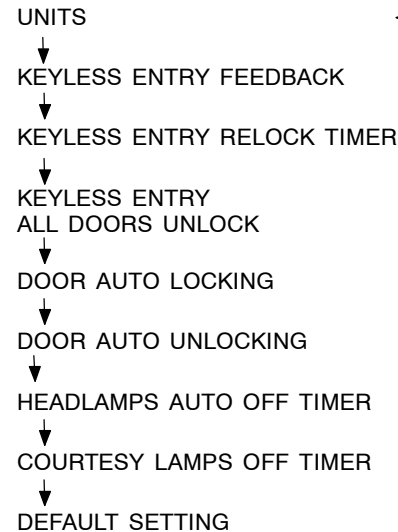 UNITS
KEYLESS ENTRY FEEDBACK
KEYLESS ENTRY RELOCK TIMER
KEYLESS ENTRY
ALL DOORS UNLOCK
DOOR AUTO LOCKING
DOOR AUTO UNLOCKING
HEADLAMPS AUTO OFF TIMER
COURTESY LAMPS OFF TIMER
DEFAULT SETTING